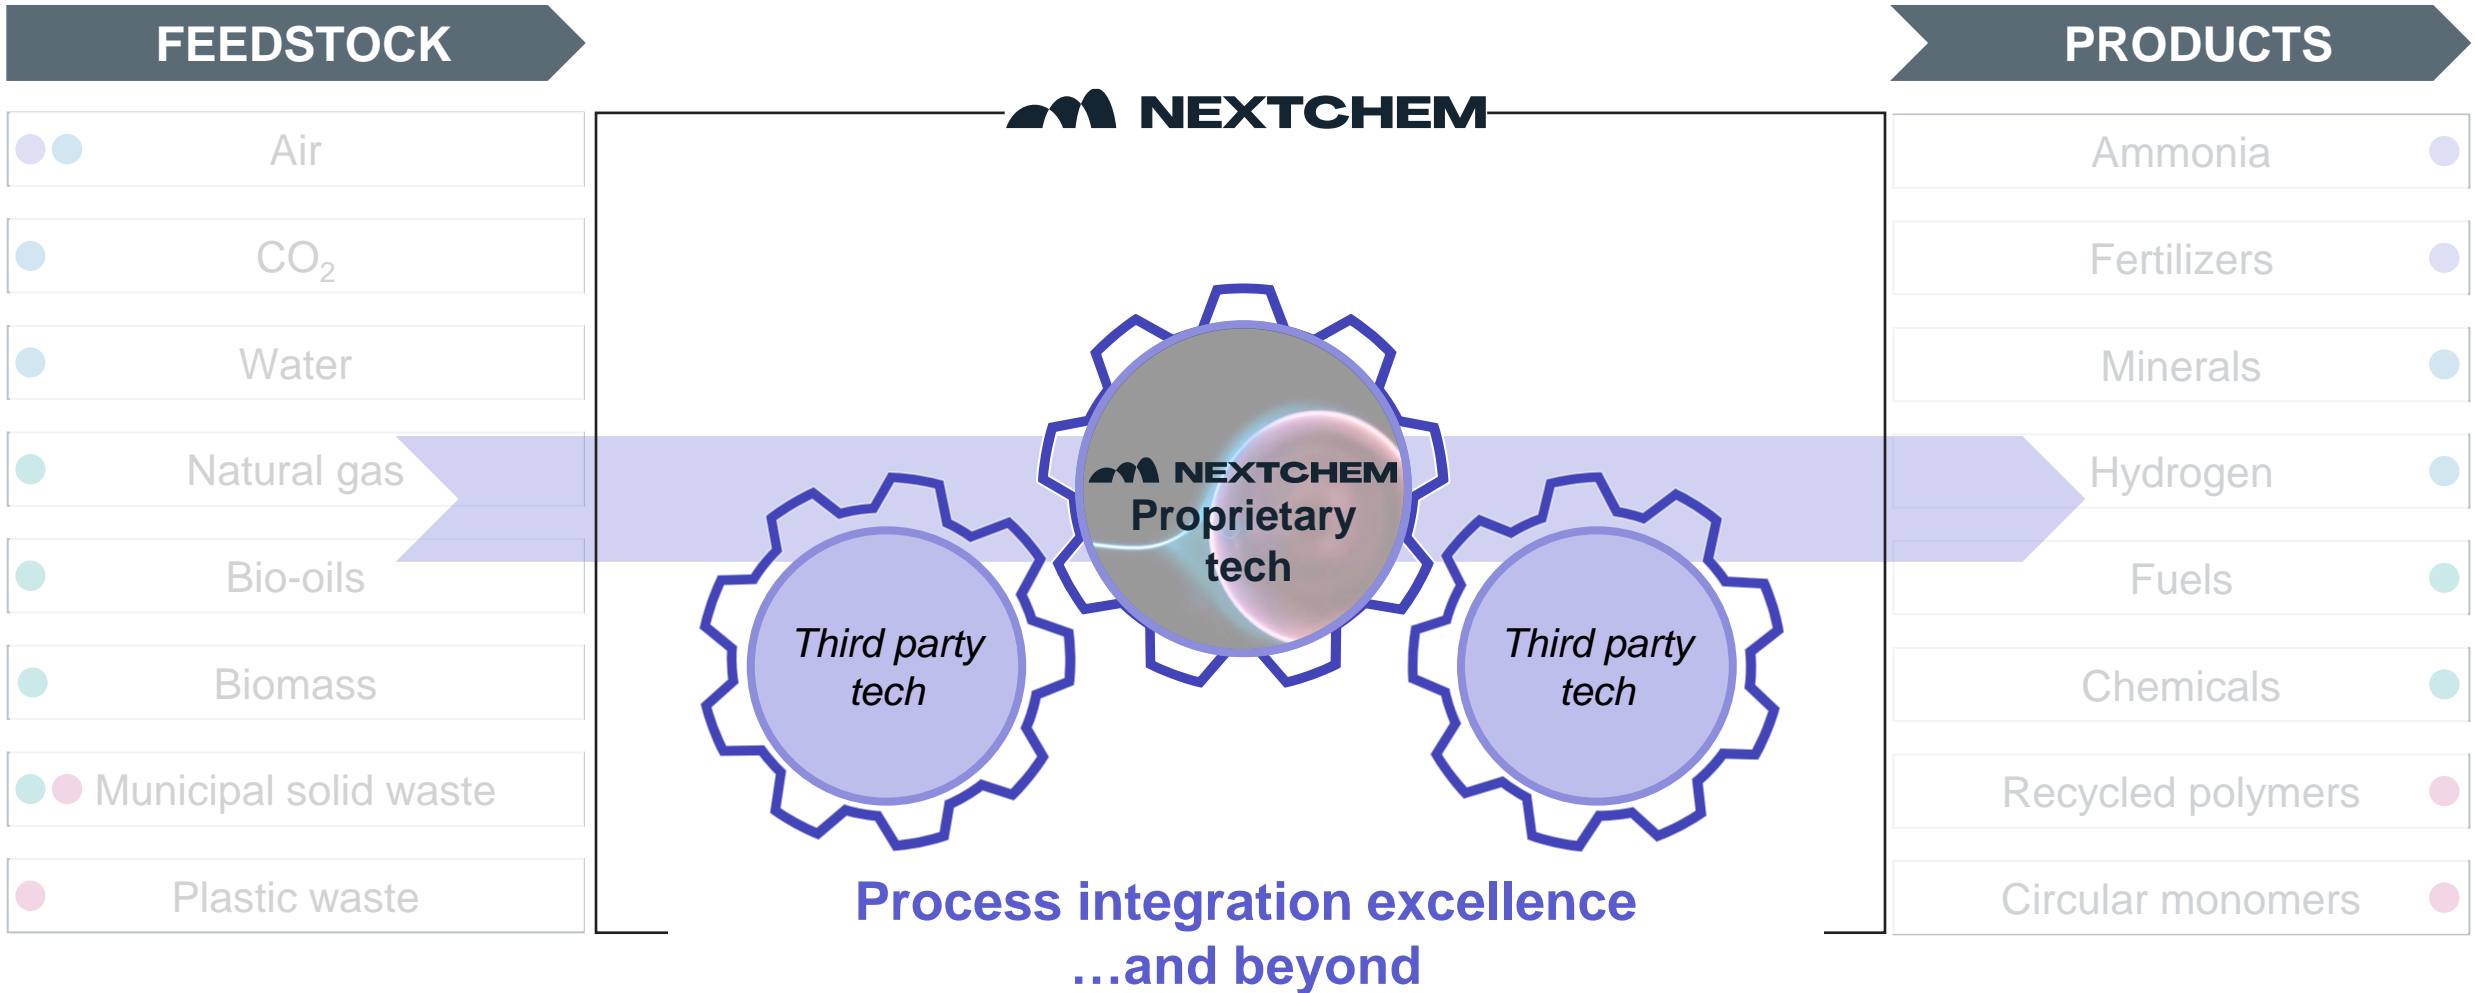 FEEDSTOCK
Air
CO₂
Water
Natural gas
Bio-oils
Biomass
Municipal solid waste
Plastic waste
NEXTCHEM
NEXTCHEM
Proprietary
tech
Third party
tech
Third party
tech
Process integration excellence
…and beyond
PRODUCTS
Ammonia
Fertilizers
Minerals
Hydrogen
Fuels
Chemicals
Recycled polymers
Circular monomers